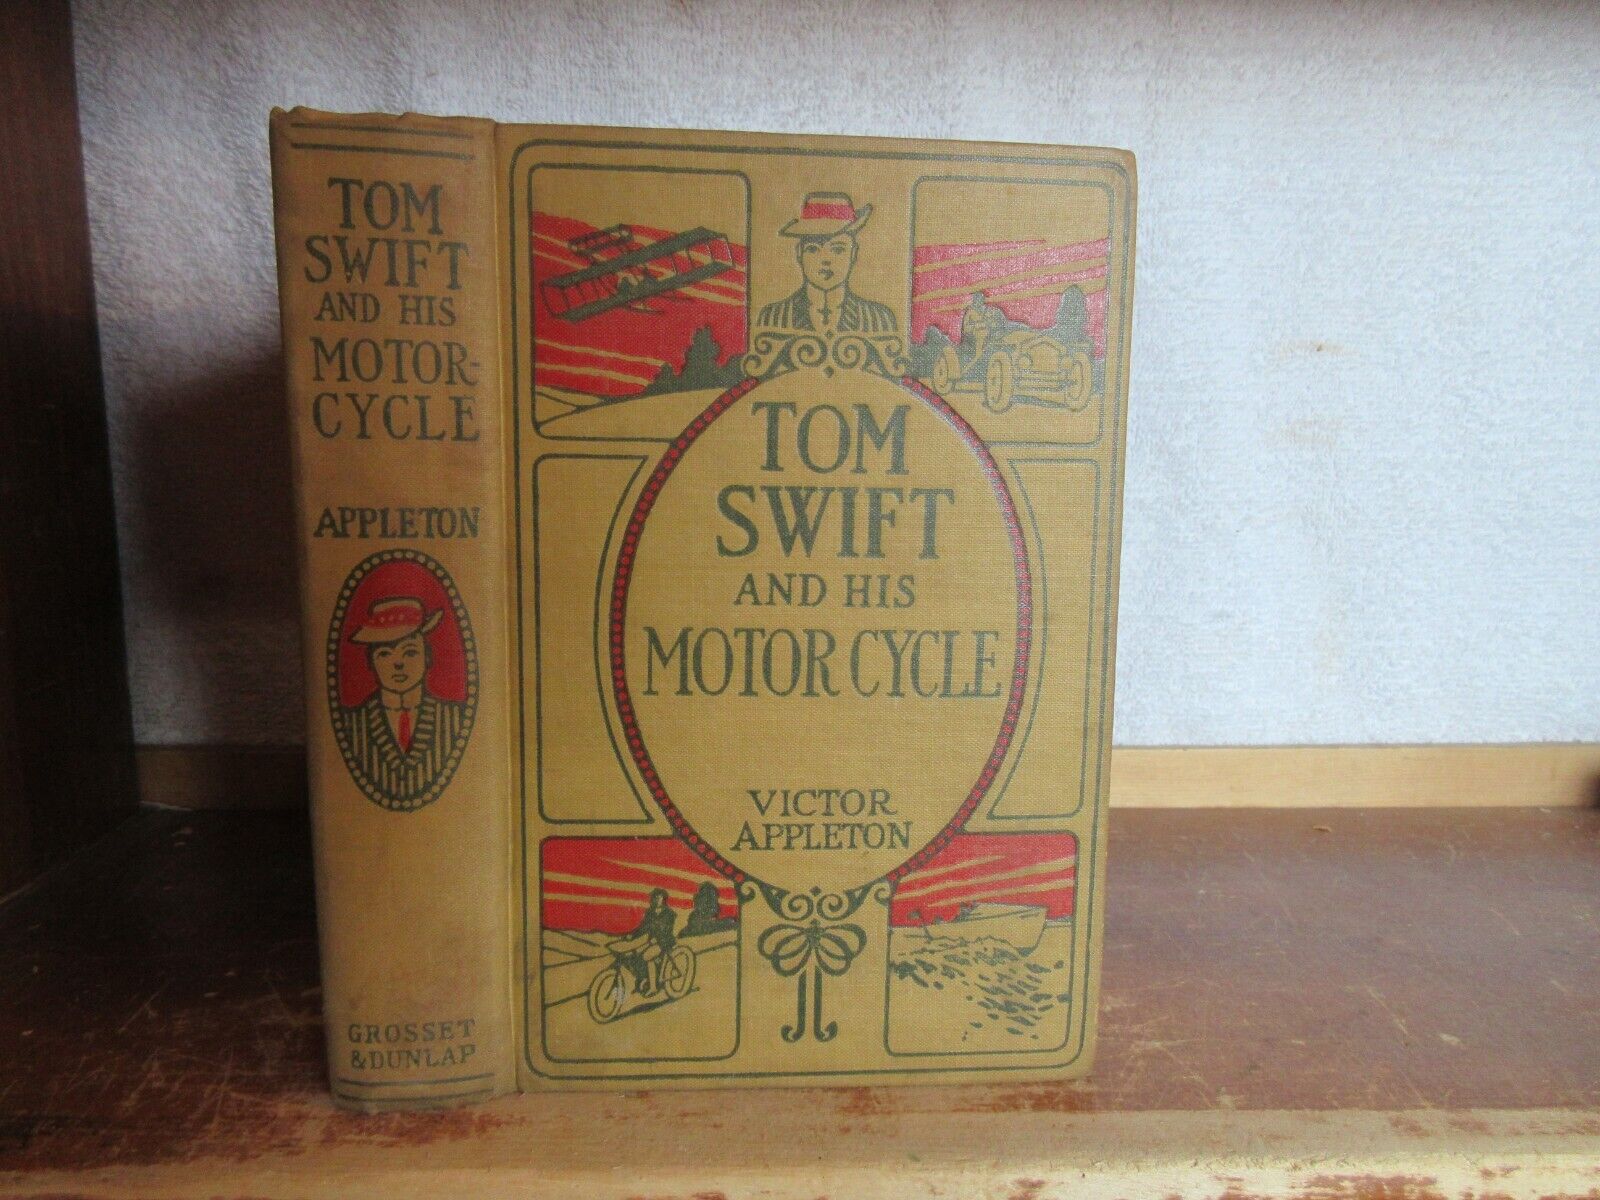 TOM
SWIFT
AND HIS
MOTOR-
CYCLE
APPLETON
GROSSET
& DUNLAP
TOM
SWIFT
AND HIS
MOTOR CYCLE
VICTOR
APPLETON